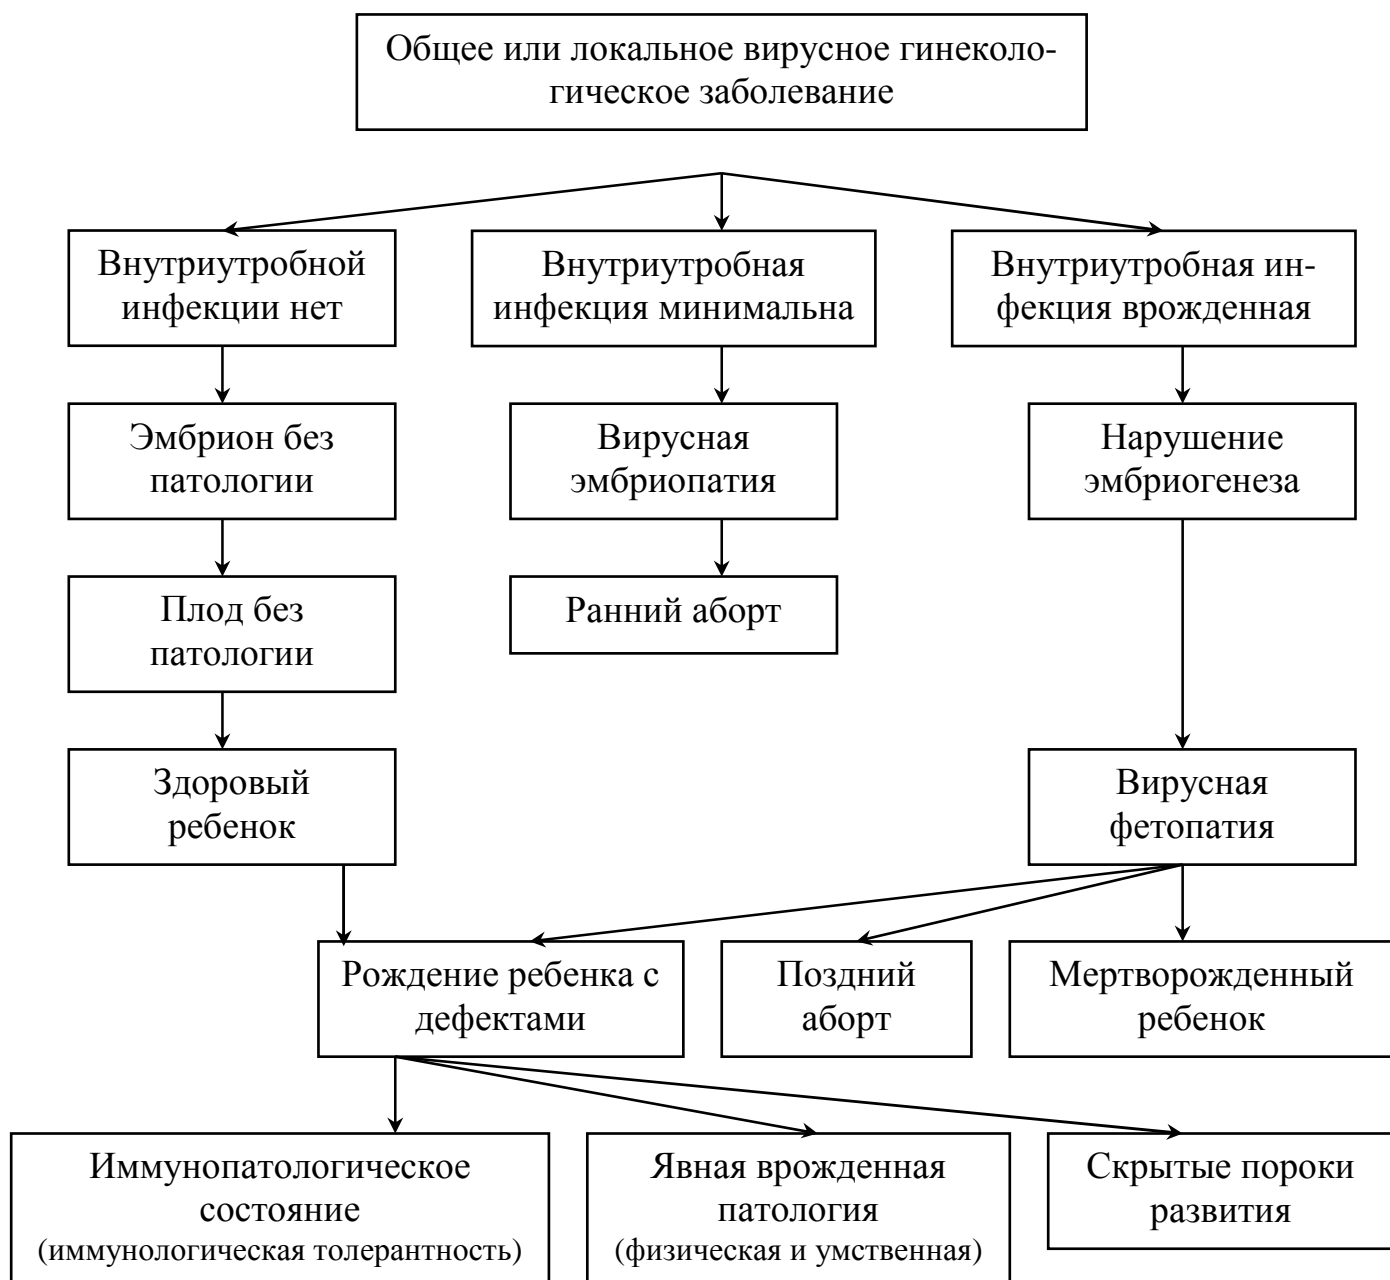 Общее или локальное вирусное гинеколо-
гическое заболевание
Внутриутробной
инфекции нет
Внутриутробная
инфекция минимальна
Внутриутробная ин-
фекция врожденная
Эмбрион без
патологии
Вирусная
эмбриопатия
Нарушение
эмбриогенеза
Плод без
патологии
Ранний аборт
Здоровый
ребенок
Вирусная
фетопатия
Рождение ребенка с
дефектами
Поздний
аборт
Мертворожденный
ребенок
Иммунопатологическое
состояние
(иммунологическая толерантность)
Явная врожденная
патология
(физическая и умственная)
Скрытые пороки
развития